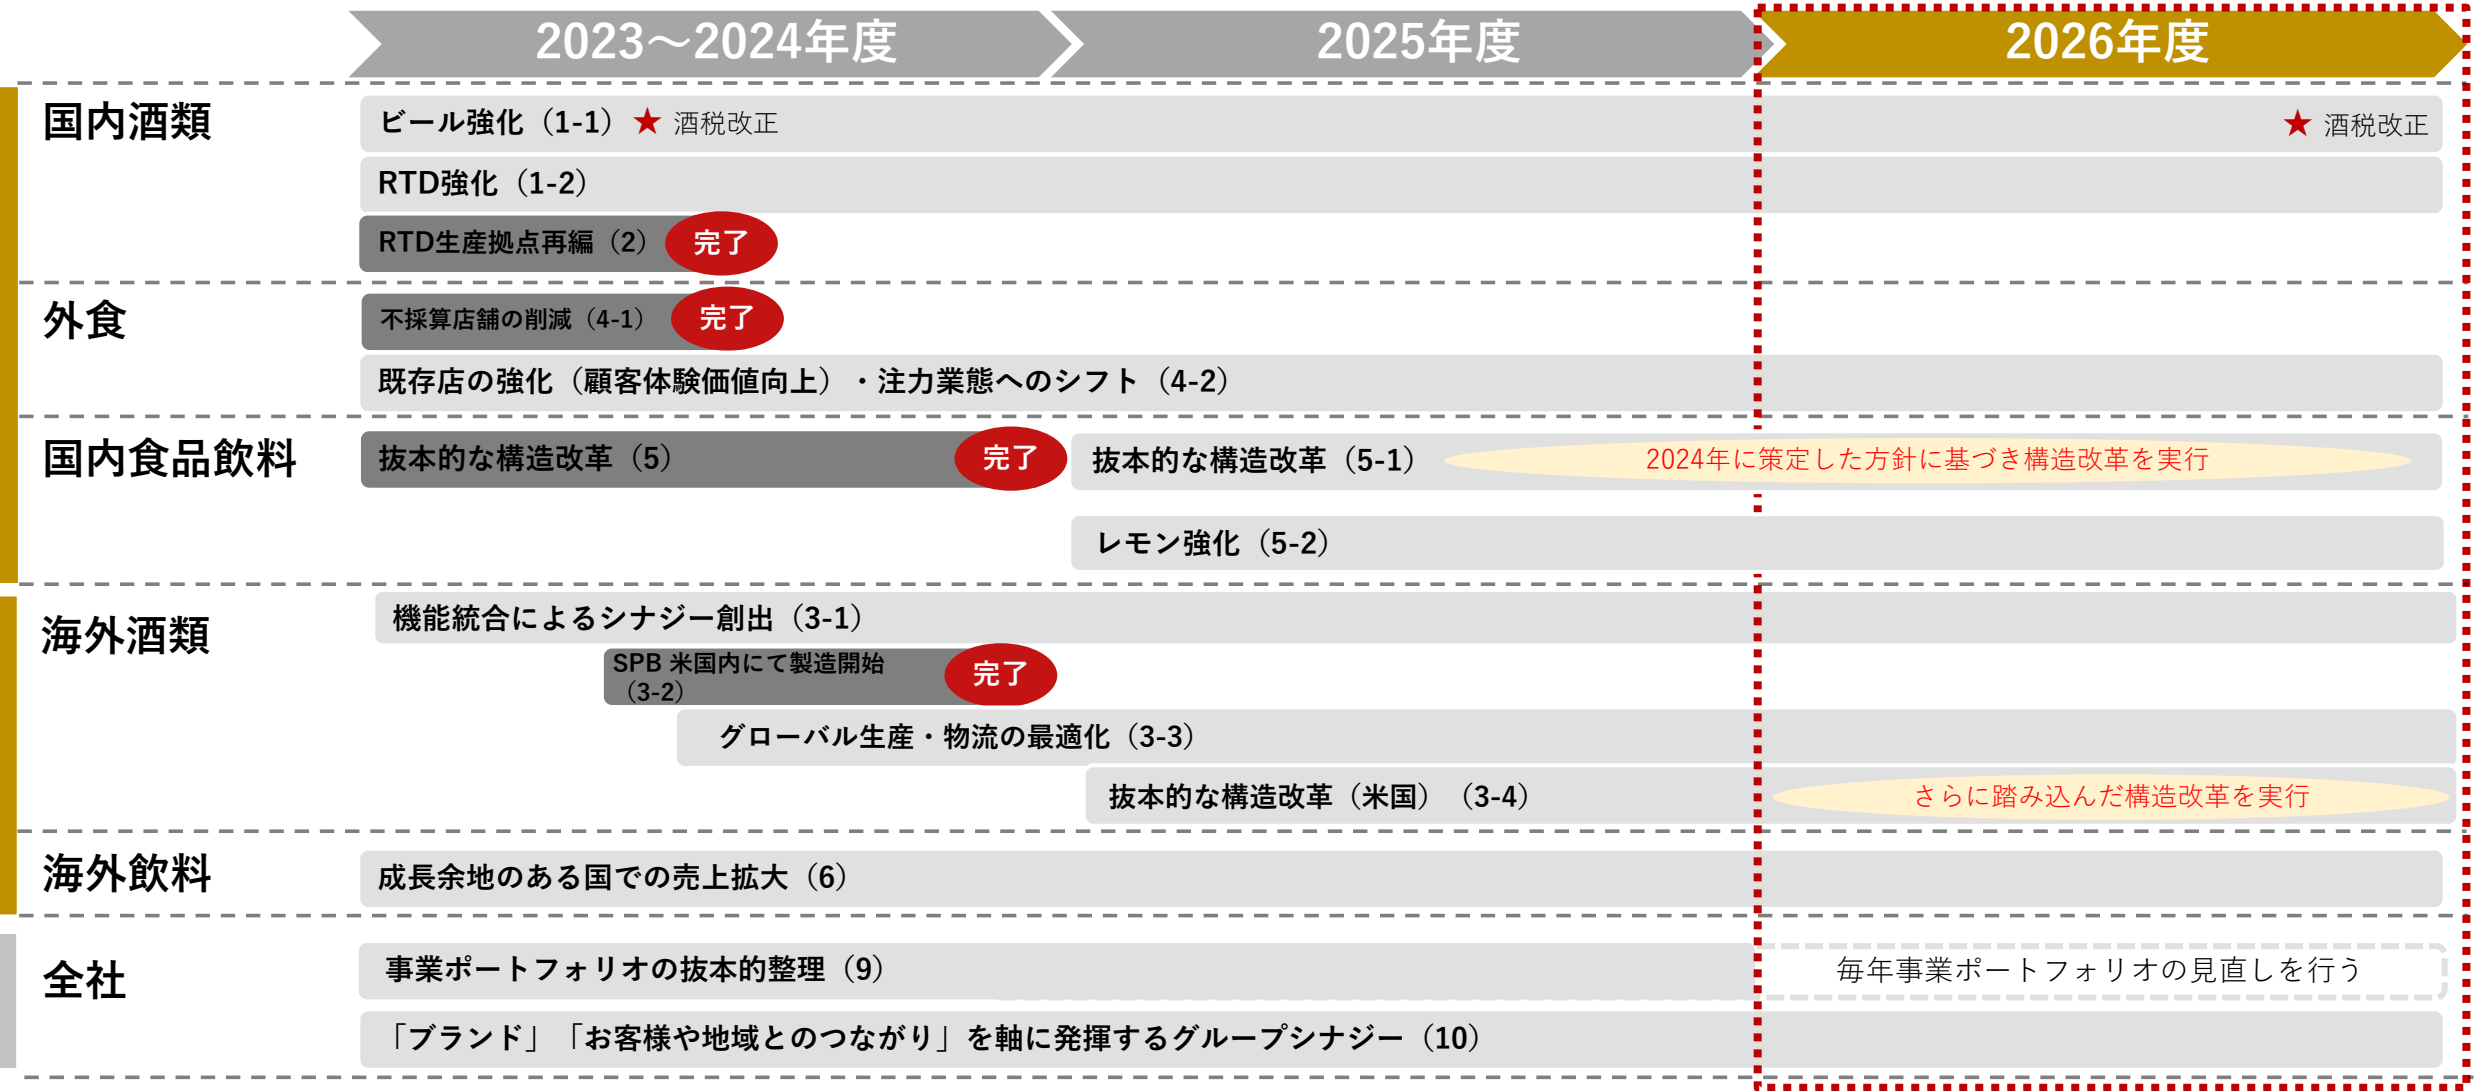 2023～2024年度
2025年度
2026年度
国内酒類
ビール強化（1-1）★ 酒税改正
★ 酒税改正
RTD強化（1-2）
RTD生産拠点再編（2）
完了
外食
不採算店舗の削減（4-1）
完了
既存店の強化（顧客体験価値向上）・注力業態へのシフト（4-2）
国内食品飲料
抜本的な構造改革（5）
完了
抜本的な構造改革（5-1）
2024年に策定した方針に基づき構造改革を実行
レモン強化（5-2）
海外酒類
機能統合によるシナジー創出（3-1）
SPB 米国内にて製造開始
（3-2）
完了
グローバル生産・物流の最適化（3-3）
抜本的な構造改革（米国）（3-4）
さらに踏み込んだ構造改革を実行
海外飲料
成長余地のある国での売上拡大（6）
全社
事業ポートフォリオの抜本的整理（9）
毎年事業ポートフォリオの見直しを行う
「ブランド」「お客様や地域とのつながり」を軸に発揮するグループシナジー（10）